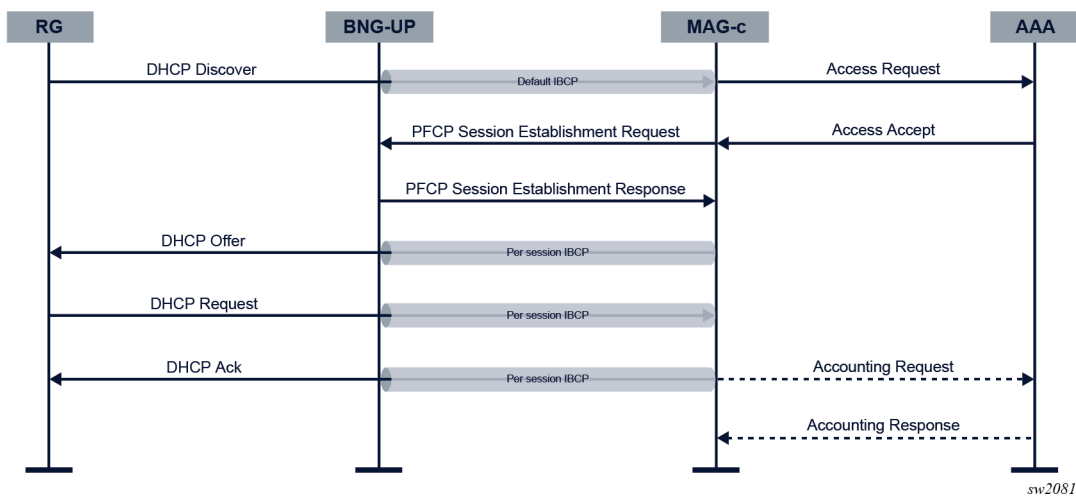 RG
BNG-UP
MAG-c
AAA
DHCP Discover
Default IBCP
Access Request
PFCP Session Establishment Request
Access Accept
PFCP Session Establishment Response
DHCP Offer
Per session IBCP
DHCP Request
Per session IBCP
DHCP Ack
Per session IBCP
Accounting Request
Accounting Response
sw2081